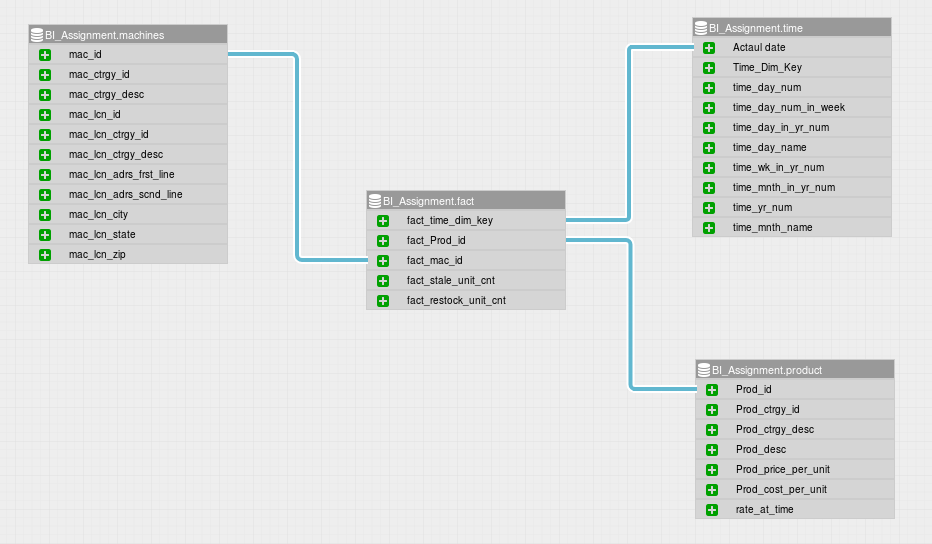 BI_Assignment.machines
mac_id
mac_ctrgy_id
mac_ctrgy_desc
mac_lcn_id
mac_lcn_ctrgy_id
mac_lcn_ctrgy_desc
mac_lcn_adrs_frst_line
mac_lcn_adrs_scnd_line
mac_lcn_city
mac_lcn_state
mac_lcn_zip
BI_Assignment.fact
fact_time_dim_key
fact_Prod_id
fact_mac_id
fact_stale_unit_cnt
fact_restock_unit_cnt
BI_Assignment.time
Actaul date
Time_Dim_Key
time_day_num
time_day_num_in_week
time_day_in_yr_num
time_day_name
time_wk_in_yr_num
time_mnth_in_yr_num
time_yr_num
time_mnth_name
BI_Assignment.product
Prod_id
Prod_ctrgy_id
Prod_ctrgy_desc
Prod_desc
Prod_price_per_unit
Prod_cost_per_unit
rate_at_time